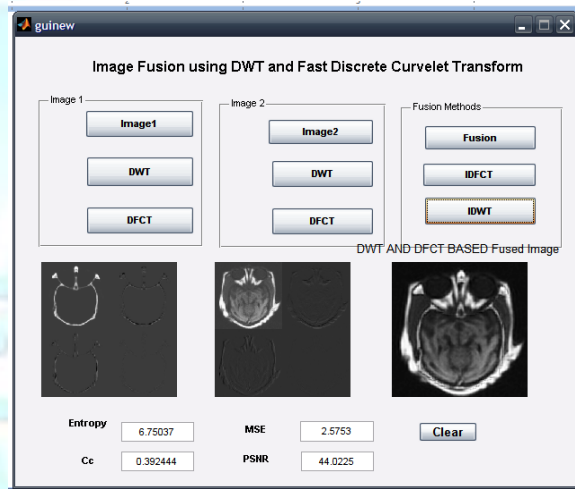 guinew
Image Fusion using DWT and Fast Discrete Curvelet Transform
Image 1
Image1
DWT
DFCT
Image 2
Image2
DWT
DFCT
Fusion Methods
Fusion
IDFCT
IDWT
DWT AND DFCT BASED Fused Image
Entropy
6.75037
MSE
2.5753
Clear
Cc
0.392444
PSNR
44.0225